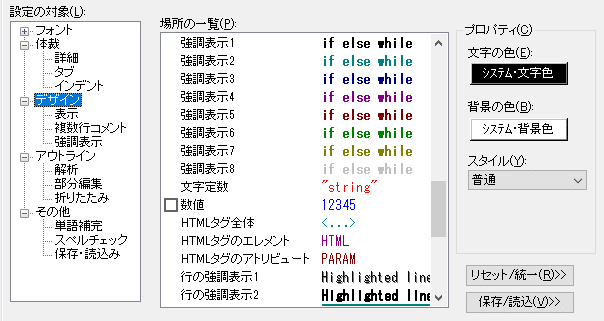 設定の対象(L):
フォント
体裁
詳細
タブ
インデント
デザイン
表示
複数行コメント
強調表示
アウトライン
解析
部分編集
折りたたみ
その他
単語補完
スペルチェック
保存・読込み
場所の一覧(P):
強調表示1 if else while
強調表示2 if else while
強調表示3 if else while
強調表示4 if else while
強調表示5 if else while
強調表示6 if else while
強調表示7 if else while
強調表示8 if else while
文字定数 "string"
数値 12345
HTMLタグ全体 <...>
HTMLタグのエレメント HTML
HTMLタグのアトリビュート PARAM
行の強調表示1 Highlighted line
行の強調表示2 Highlighted line
プロパティ(C)
文字の色(E):
システム・文字色
背景の色(B):
システム・背景色
スタイル(Y):
普通
リセット/統一(R)>>
保存/読込(V)>>